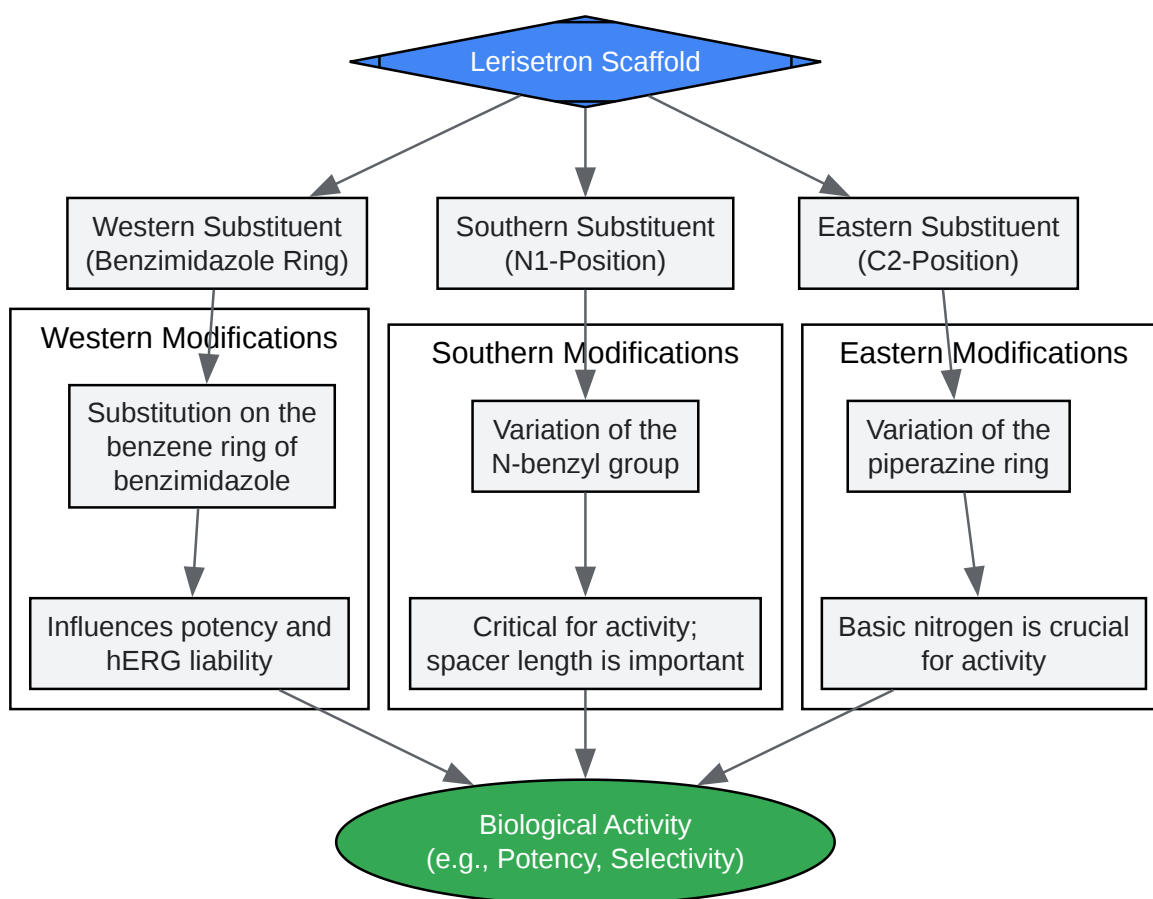 Lerisetron Scaffold
Western Substituent
(Benzimidazole Ring)
Southern Substituent
(N1-Position)
Eastern Substituent
(C2-Position)
Western Modifications
Southern Modifications
Eastern Modifications
Substitution on the
benzene ring of
benzimidazole
Variation of the
N-benzyl group
Variation of the
piperazine ring
Influences potency and
hERG liability
Critical for activity;
spacer length is important
Basic nitrogen is crucial
for activity
Biological Activity
(e.g., Potency, Selectivity)